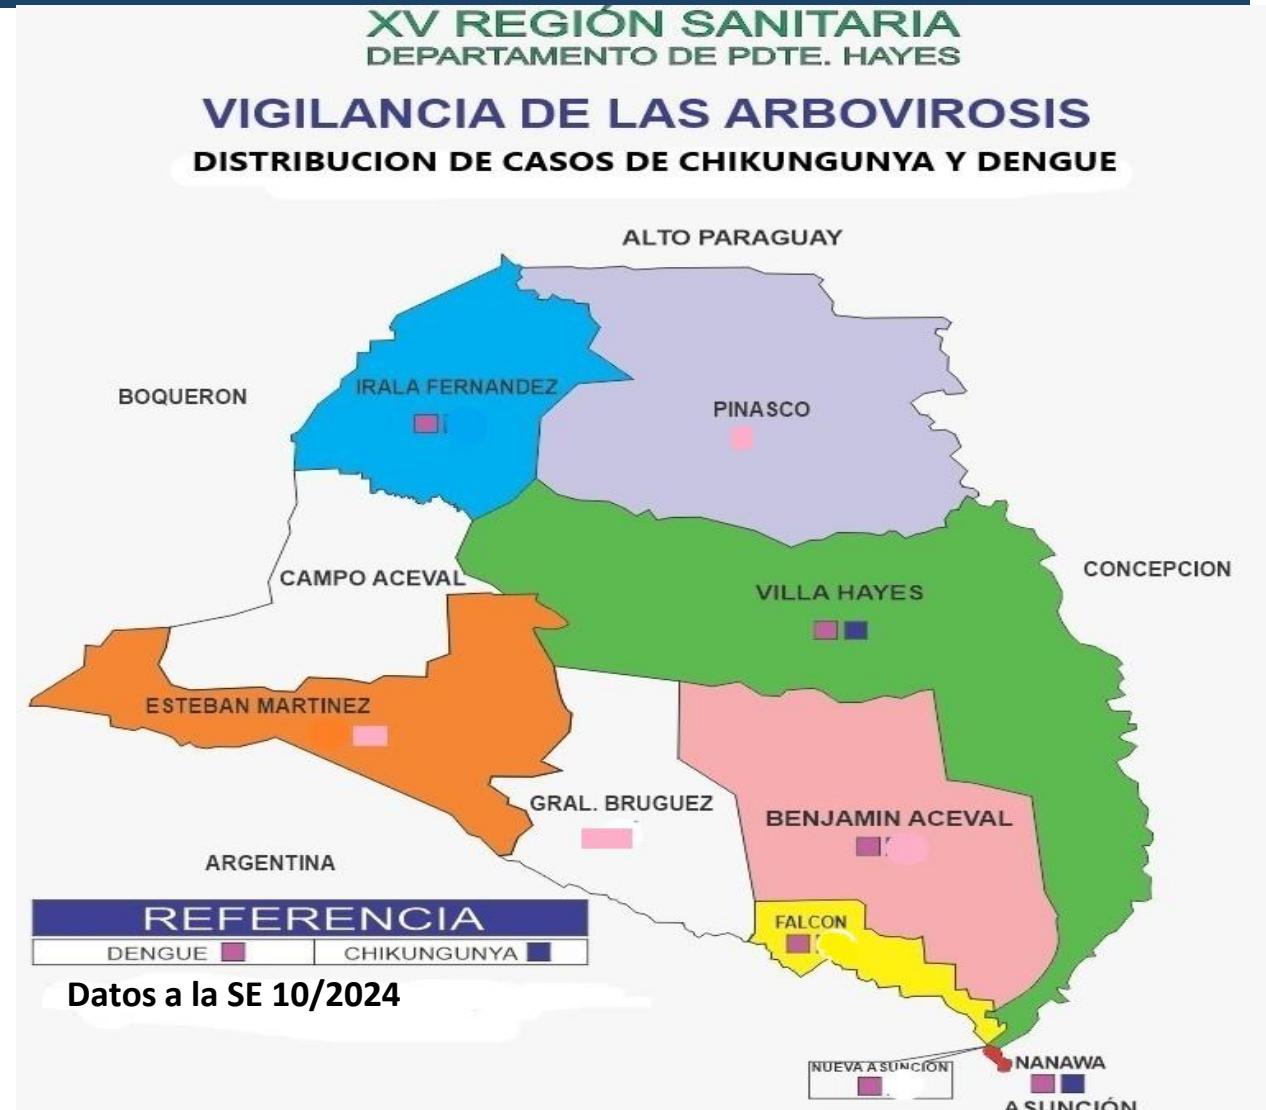 XV REGIÓN SANITARIA
DEPARTAMENTO DE PDTE. HAYES
VIGILANCIA DE LAS ARBOVIROSIS
DISTRIBUCION DE CASOS DE CHIKUNGUNYA Y DENGUE
ALTO PARAGUAY
BOQUERON
IRALA FERNANDEZ
PINASCO
CONCEPCION
CAMPO ACEVAL
VILLA HAYES
ESTEBAN MARTINEZ
GRAL. BRUGUEZ
BENJAMIN ACEVAL
ARGENTINA
REFERENCIA
DENGUE
CHIKUNGUNYA
FALCON
Datos a la SE 10/2024
NUEVA ASUNCION
NANAWA
ASUNCIÓN